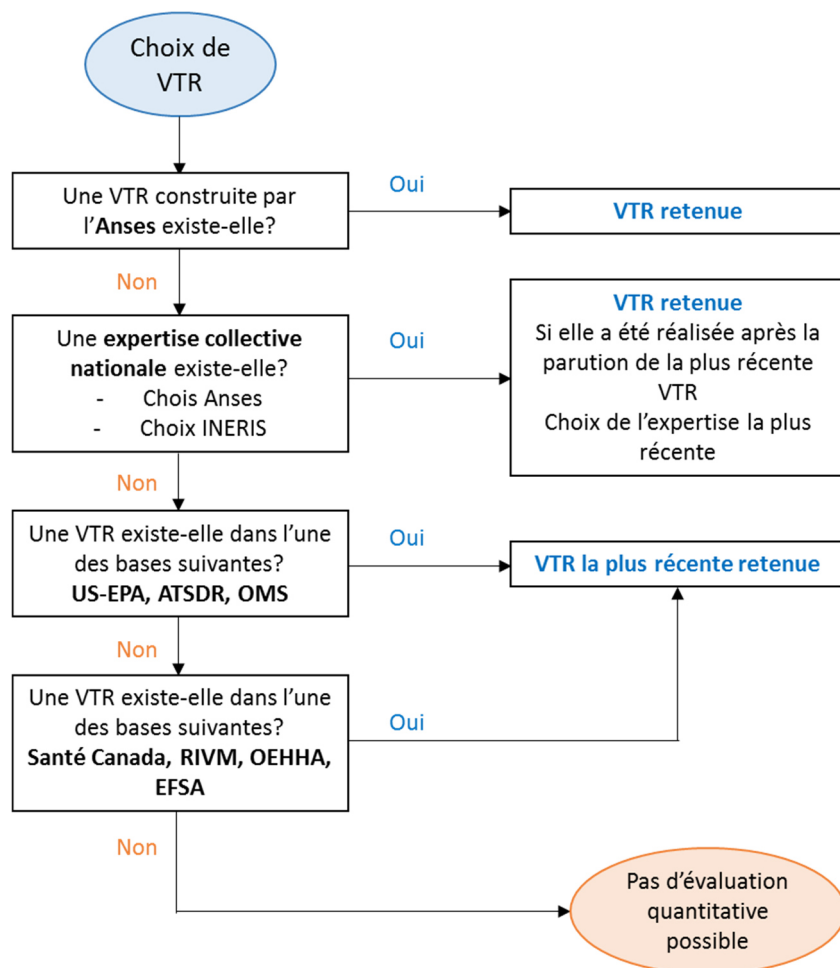 Choix de
VTR
Une VTR construite par
l'Anses existe-elle?
Oui
VTR retenue
Non
Une expertise collective
nationale existe-elle?
- Chois Anses
- Choix INERIS
Oui
VTR retenue
Si elle a été réalisée après la
parution de la plus récente
VTR
Choix de l'expertise la plus
récente
Non
Une VTR existe-elle dans l'une
des bases suivantes?
US-EPA, ATSDR, OMS
Oui
VTR la plus récente retenue
Non
Une VTR existe-elle dans l'une
des bases suivantes?
Santé Canada, RIVM, OEHHA,
EFSA
Oui
Non
Pas d'évaluation
quantitative
possible